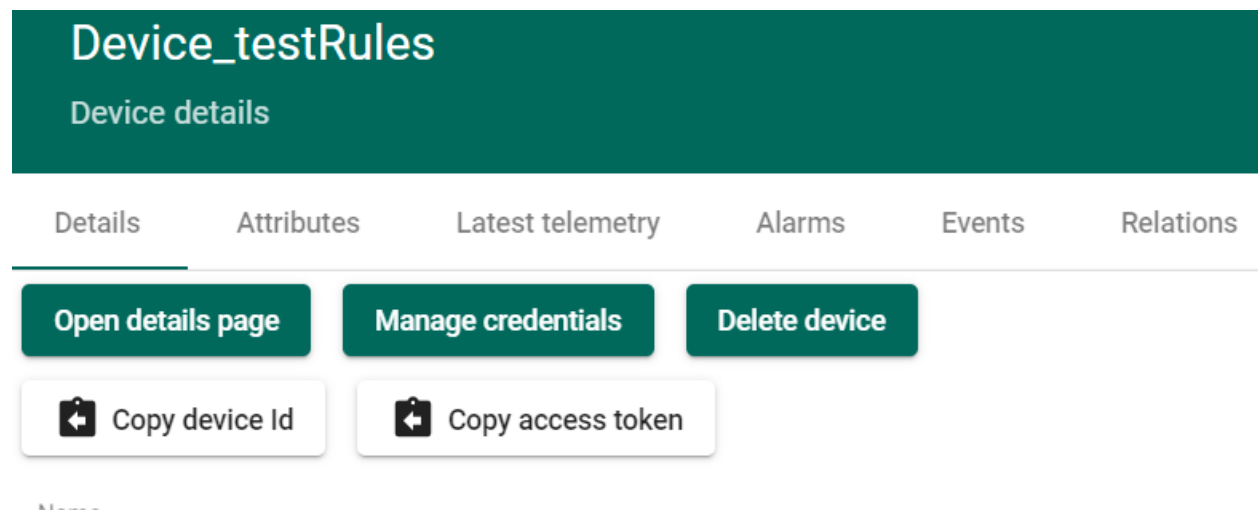 Device_testRules
Device details
Details Attributes Latest telemetry Alarms Events Relations
Open details page Manage credentials Delete device
Copy device Id Copy access token
Name